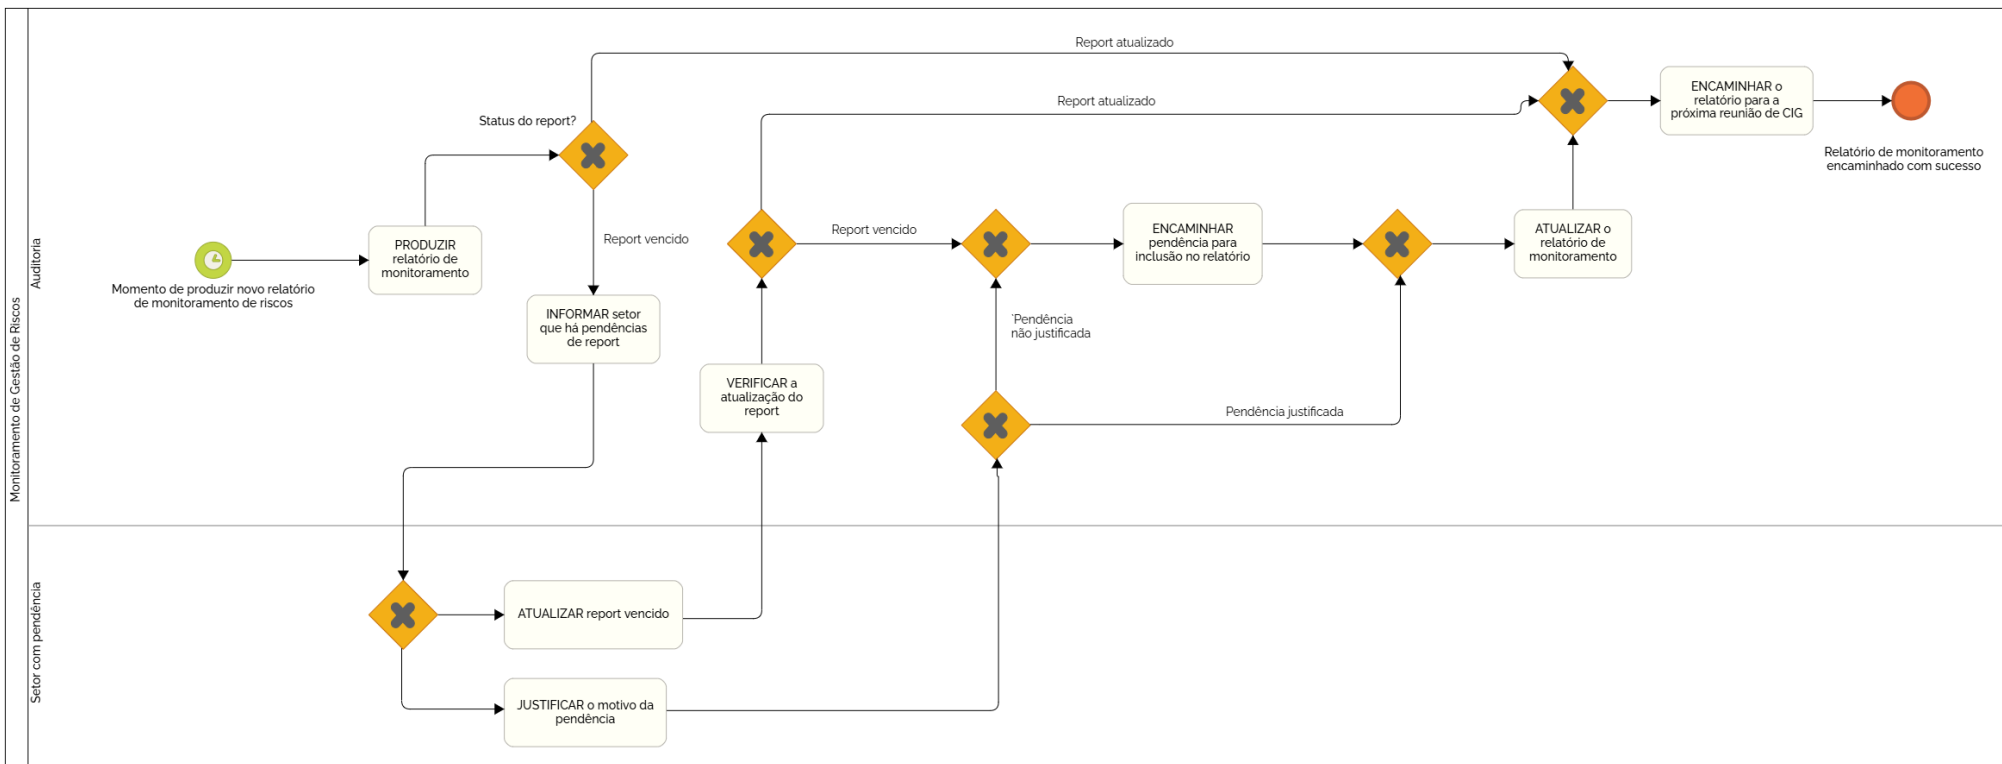 Monitoramento de Gestão de Riscos
Auditoria
Setor com pendência
Momento de produzir novo relatório
de monitoramento de riscos
PRODUZIR
relatório de
monitoramento
Status do report?
Report atualizado
Report vencido
INFORMAR setor
que há pendências
de report
ATUALIZAR report vencido
JUSTIFICAR o motivo da
pendência
VERIFICAR a
atualização do
report
Report atualizado
Report vencido
`Pendência
não justificada
Pendência justificada
ENCAMINHAR
pendência para
inclusão no relatório
ATUALIZAR o
relatório de
monitoramento
ENCAMINHAR o
relatório para a
próxima reunião de CIG
Relatório de monitoramento
encaminhado com sucesso